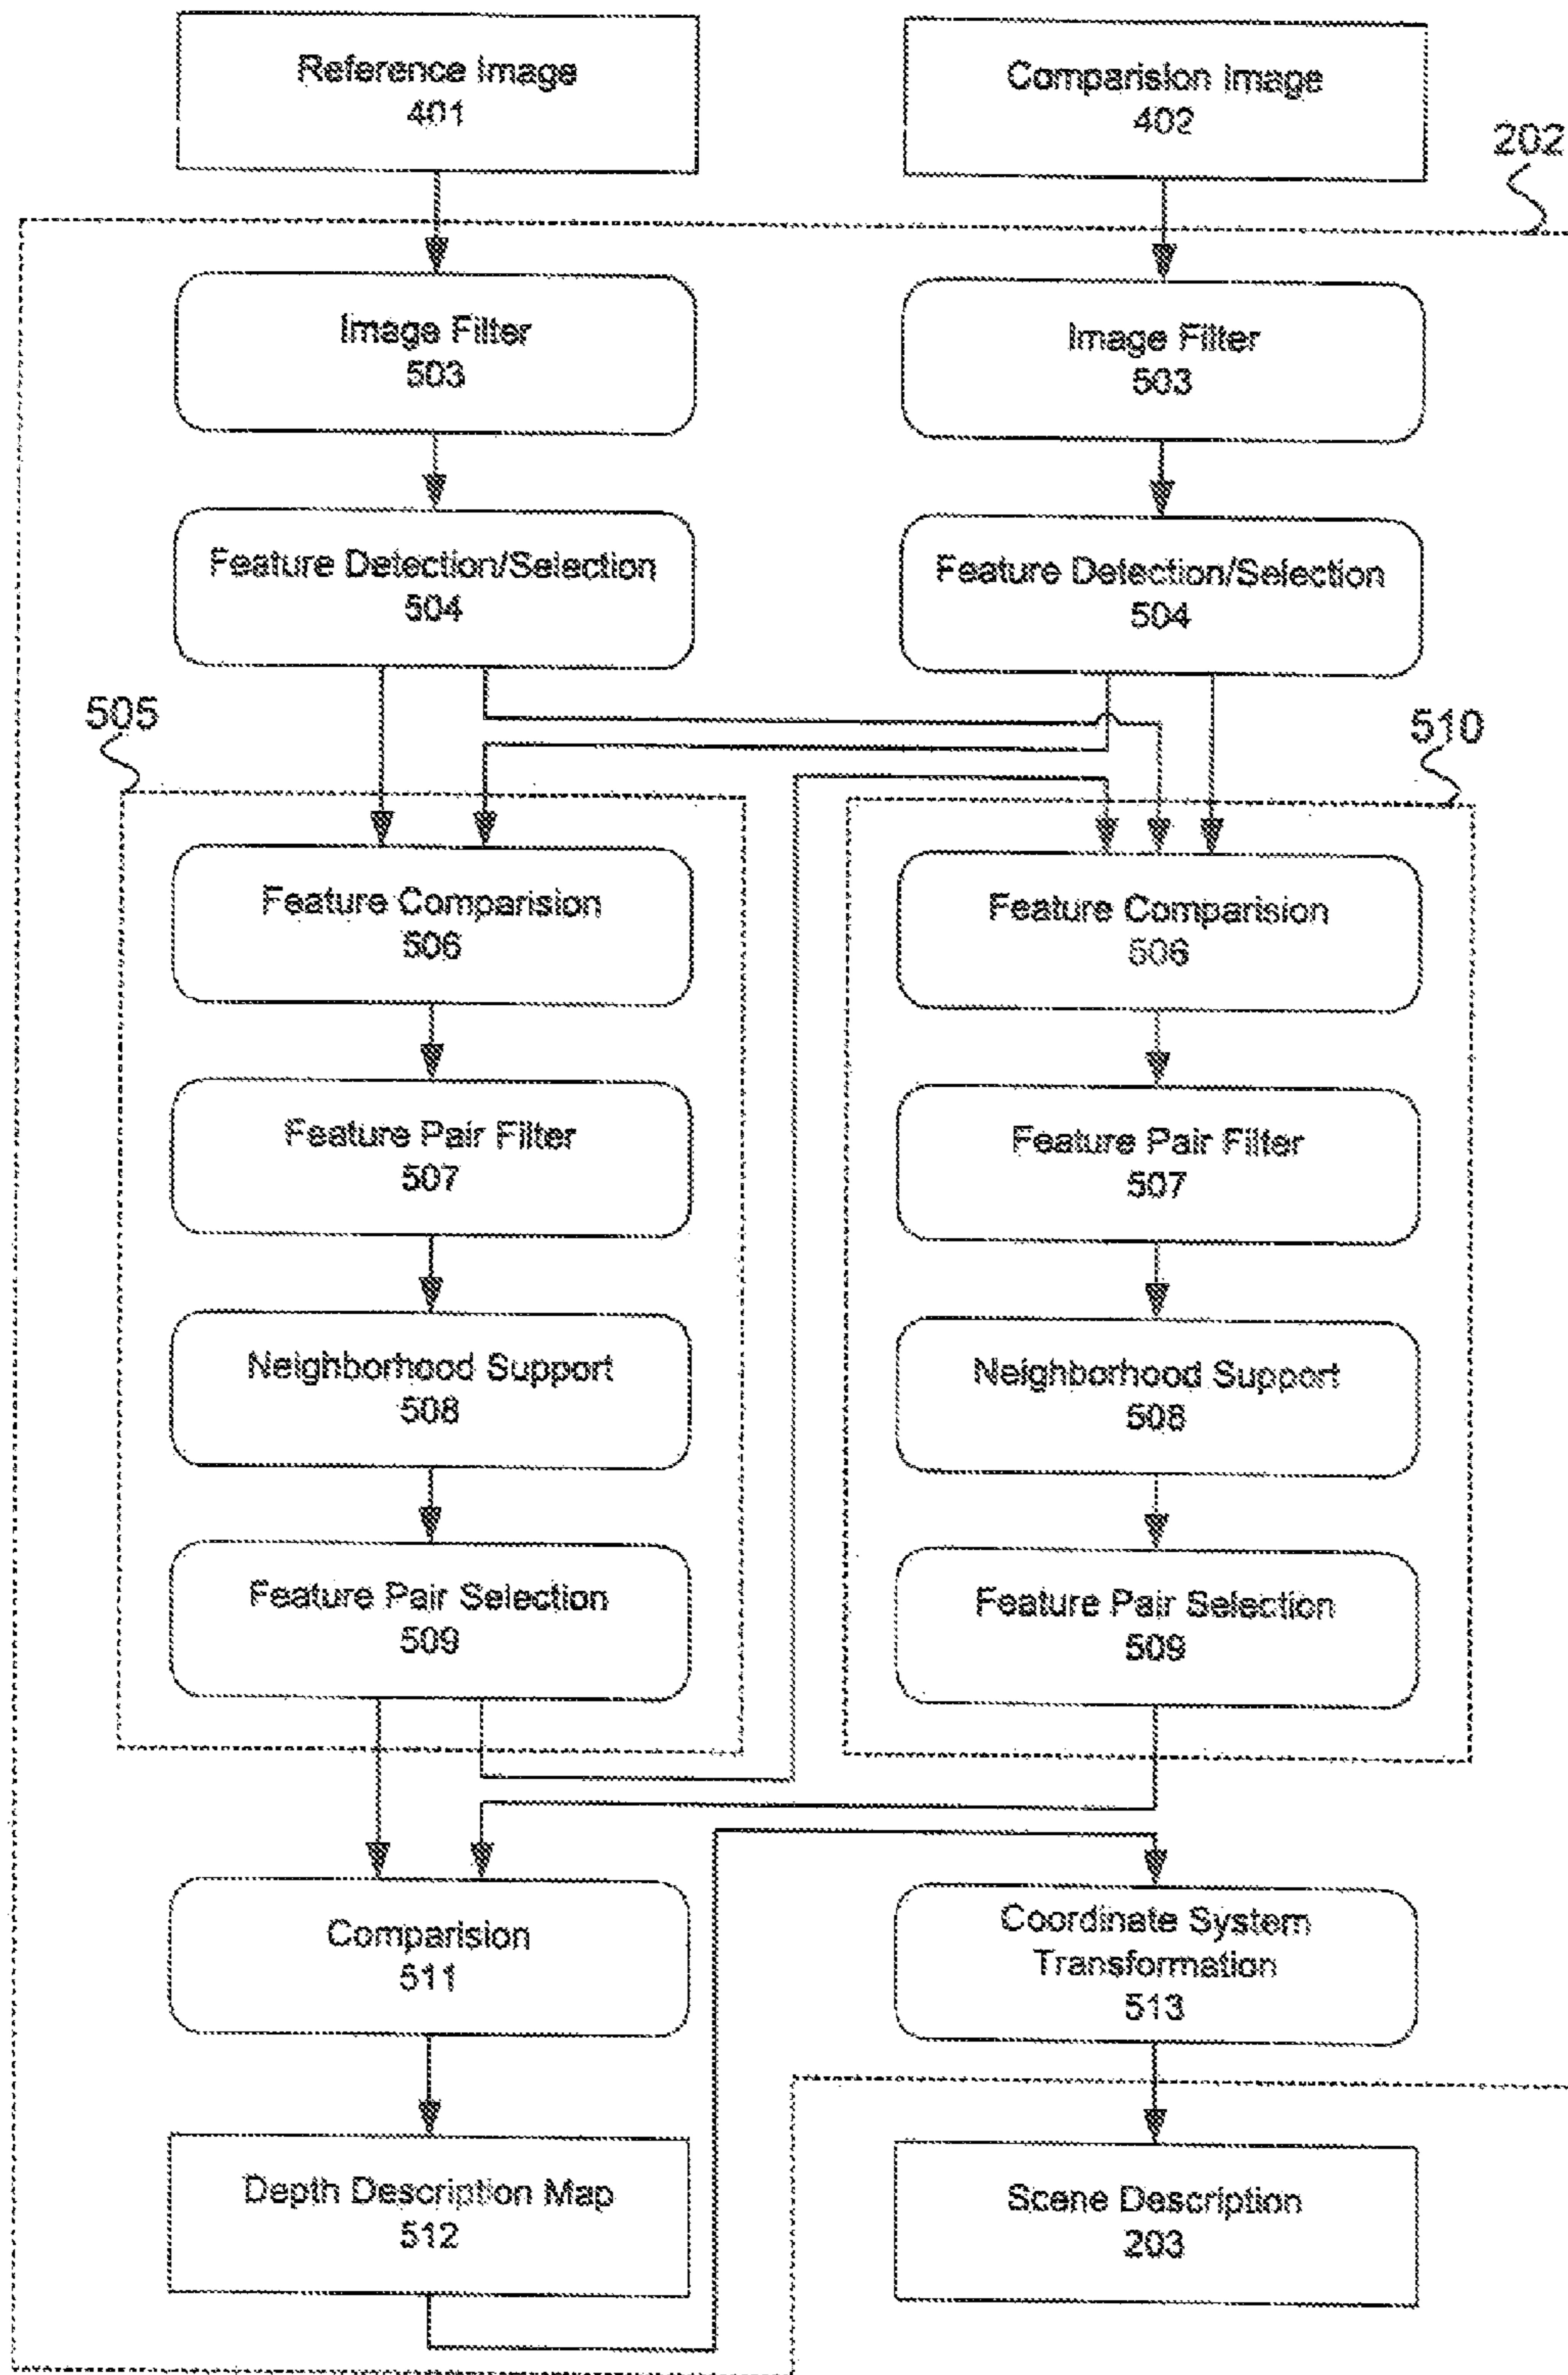 Reference Image
401
Comparision Image
402
202
Image Filter
503
Image Filter
503
Feature Detection/Selection
504
Feature Detection/Selection
504
505
510
Feature Comparision
506
Feature Comparision
506
Feature Pair Filter
507
Feature Pair Filter
507
Neighborhood Support
508
Neighborhood Support
508
Feature Pair Selection
509
Feature Pair Selection
509
Comparision
511
Coordinate System
Transformation
513
Depth Description Map
512
Scene Description
203